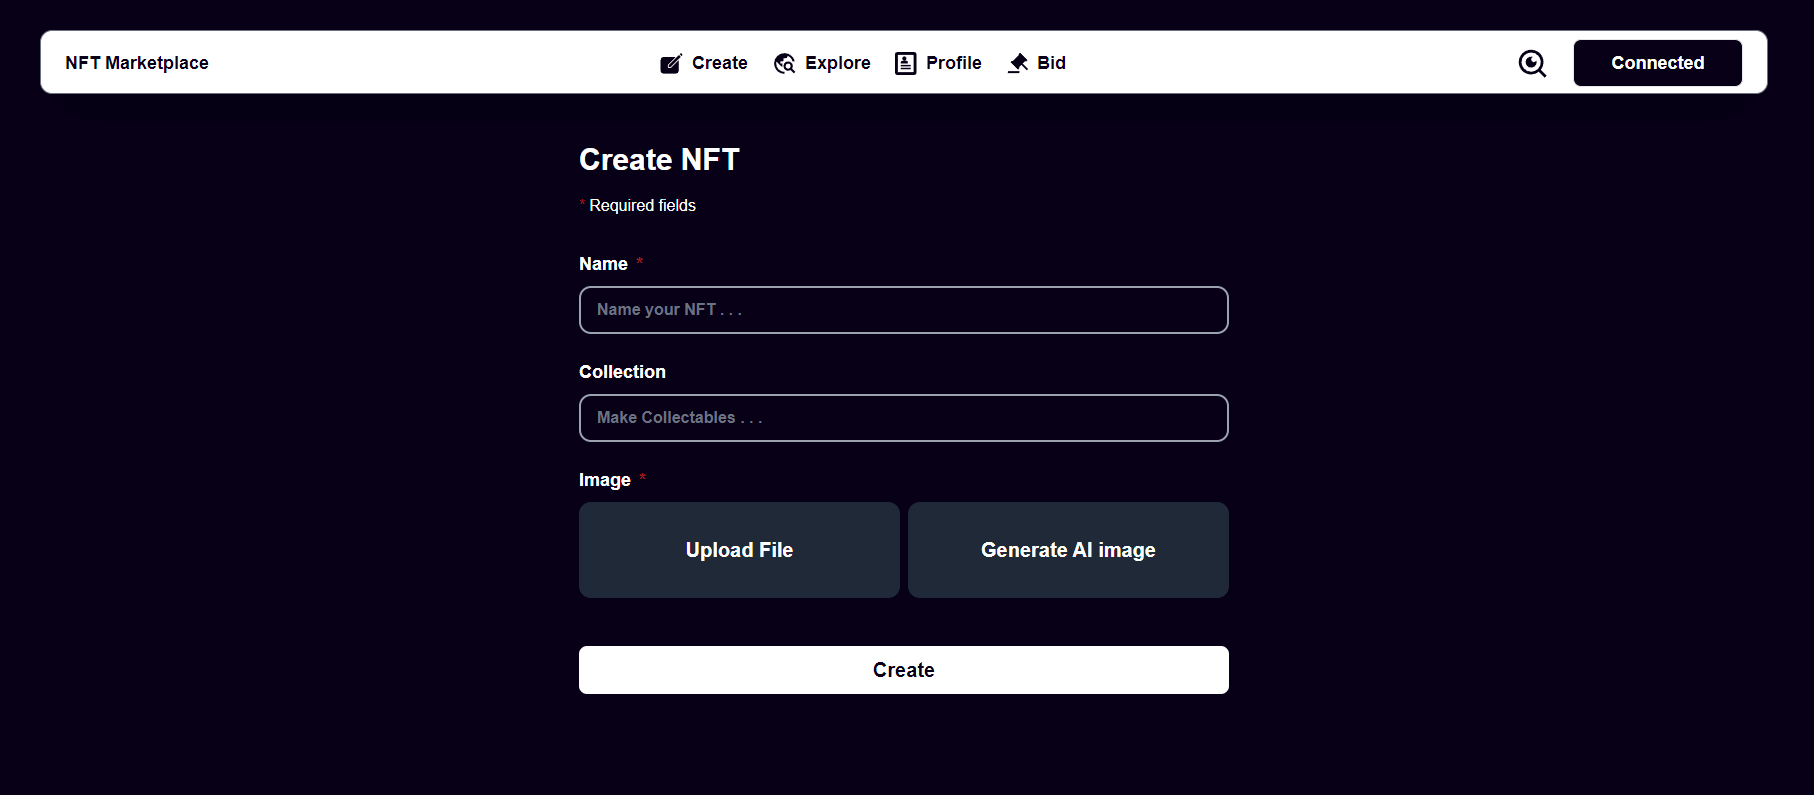 NFT Marketplace
Create
Explore
Profile
Bid
Connected
Create NFT
* Required fields
Name *
Name your NFT . . .
Collection
Make Collectables . . .
Image *
Upload File
Generate AI image
Create